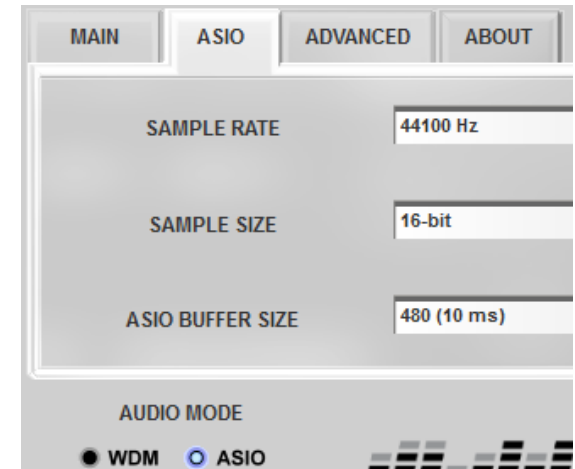 MAIN ASIO ADVANCED ABOUT
SAMPLE RATE 44100 Hz
SAMPLE SIZE 16-bit
ASIO BUFFER SIZE 480 (10 ms)
AUDIO MODE
WDM ASIO